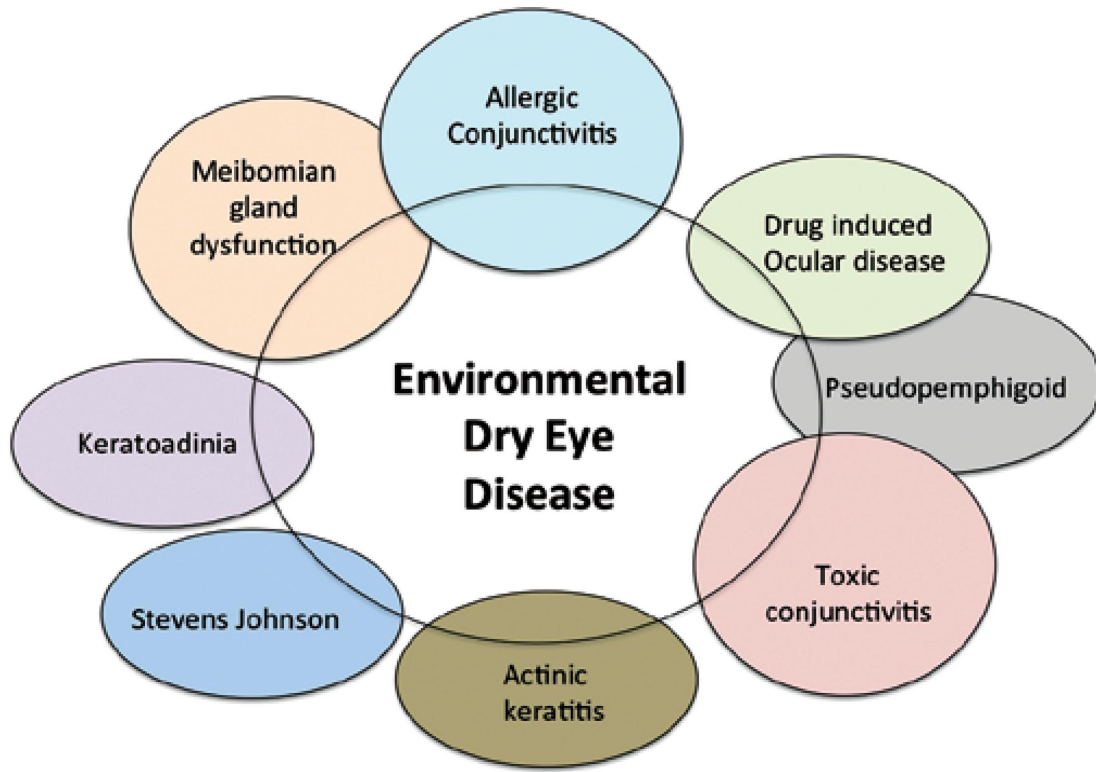 Allergic
Conjunctivitis
Meibomian
gland
dysfunction
Drug induced
Ocular disease
Environmental
Dry Eye
Disease
Pseudopemphigoid
Keratoadinia
Toxic
conjunctivitis
Stevens Johnson
Actinic
keratitis